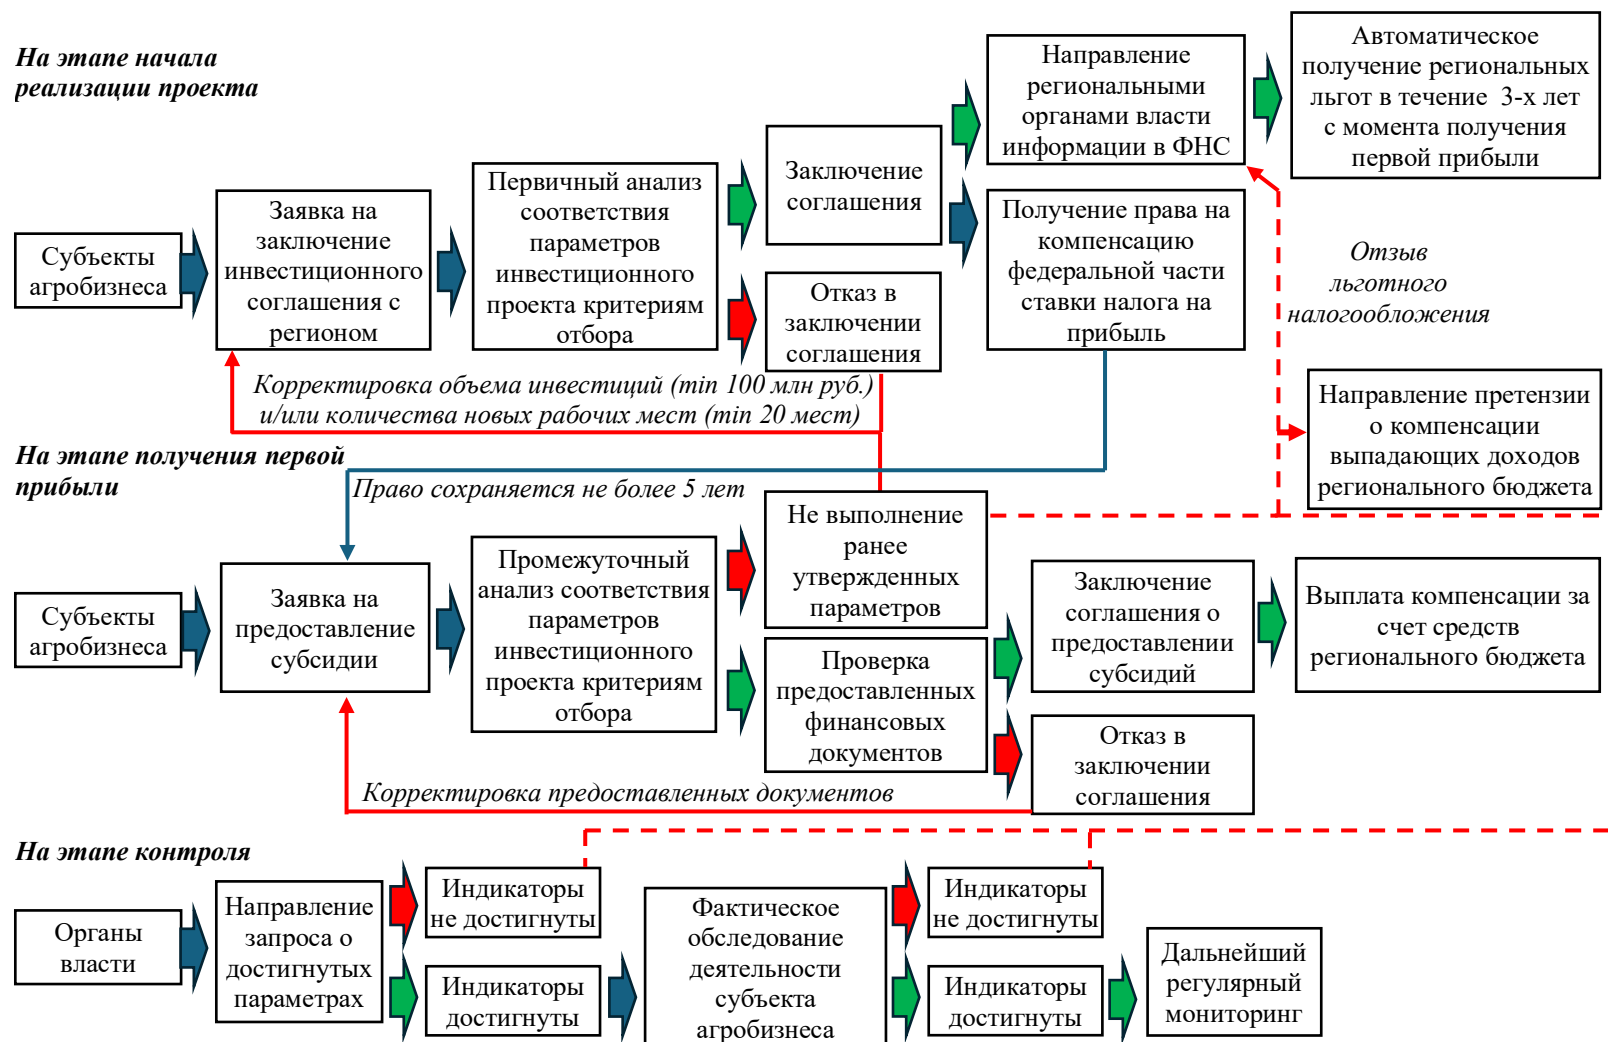 На этапе начала
реализации проекта
Субъекты
агробизнеса
Заявка на
заключение
инвестиционного
соглашения с
регионом
Первичный анализ
соответствия
параметров
инвестиционного
проекта критериям
отбора
Заключение
соглашения
Отказ в
заключении
соглашения
Направление
региональными
органами власти
информации в ФНС
Получение права на
компенсацию
федеральной части
ставки налога на
прибыль
Автоматическое
получение региональных
льгот в течение 3-х лет
с момента получения
первой прибыли
Отзыв
льготного
налогообложения
Корректировка объема инвестиций (min 100 млн руб.)
и/или количества новых рабочих мест (min 20 мест)
Направление претензии
о компенсации
выпадающих доходов
регионального бюджета
На этапе получения первой
прибыли
Право сохраняется не более 5 лет
Субъекты
агробизнеса
Заявка на
предоставление
субсидии
Промежуточный
анализ соответствия
параметров
инвестиционного
проекта критериям
отбора
Не выполнение
ранее
утвержденных
параметров
Проверка
предоставленных
финансовых
документов
Заключение
соглашения о
предоставлении
субсидий
Отказ в
заключении
соглашения
Выплата компенсации за
счет средств
регионального бюджета
Корректировка предоставленных документов
На этапе контроля
Органы
власти
Направление
запроса о
достигнутых
параметрах
Индикаторы
не достигнуты
Индикаторы
достигнуты
Фактическое
обследование
деятельности
субъекта
агробизнеса
Индикаторы
не достигнуты
Индикаторы
достигнуты
Дальнейший
регулярный
мониторинг